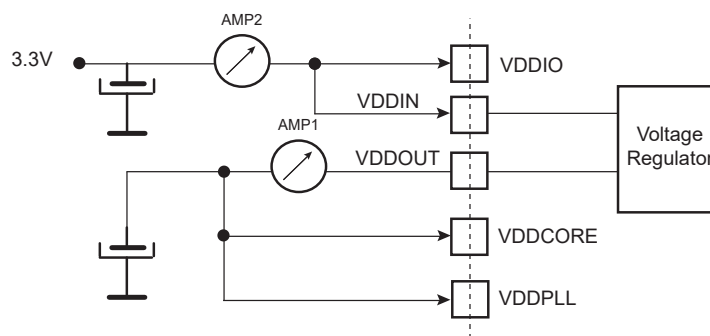 AMP2
3.3V
VDDIO
VDDIN
Voltage
Regulator
AMP1
VDDOUT
VDDCORE
VDDPLL